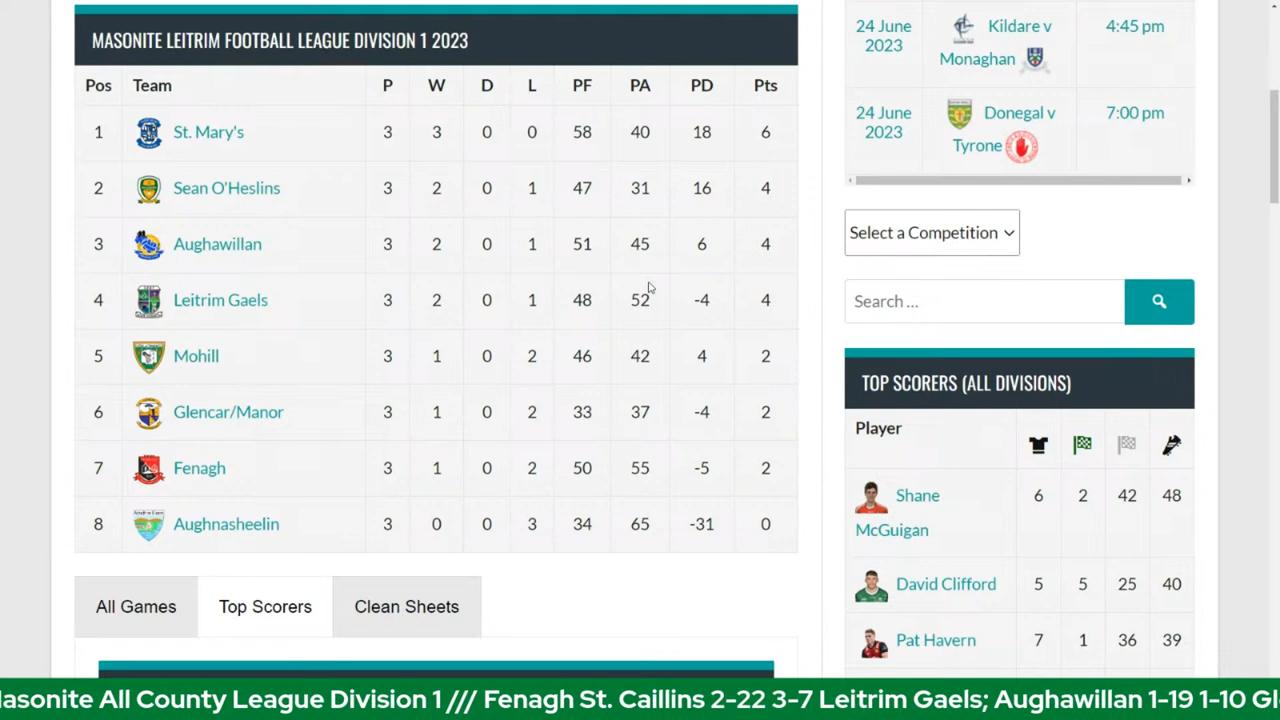 MASONITE LEITRIM FOOTBALL LEAGUE DIVISION 1 2023
Pos Team P W D L PF PA PD Pts
1 St. Mary's 3 3 0 0 58 40 18 6
2 Sean O'Heslins 3 2 0 1 47 31 16 4
3 Aughawillan 3 2 0 1 51 45 6 4
4 Leitrim Gaels 3 2 0 1 48 52 -4 4
5 Mohill 3 1 0 2 46 42 4 2
6 Glencar/Manor 3 1 0 2 33 37 -4 2
7 Fenagh 3 1 0 2 50 55 -5 2
8 Aughnasheelin 3 0 0 3 34 65 -31 0
All Games Top Scorers Clean Sheets
24 June Kildare v 4:45 pm
2023 Monaghan
24 June Donegal v 7:00 pm
2023 Tyrone
Select a Competition
Search ...
TOP SCORERS (ALL DIVISIONS)
Player
Shane 6 2 42 48
McGuigan
David Clifford 5 5 25 40
Pat Havern 7 1 36 39
Masonite All County League Division 1 /// Fenagh St. Caillins 2-22 3-7 Leitrim Gaels; Aughawillan 1-19 1-10 Gl